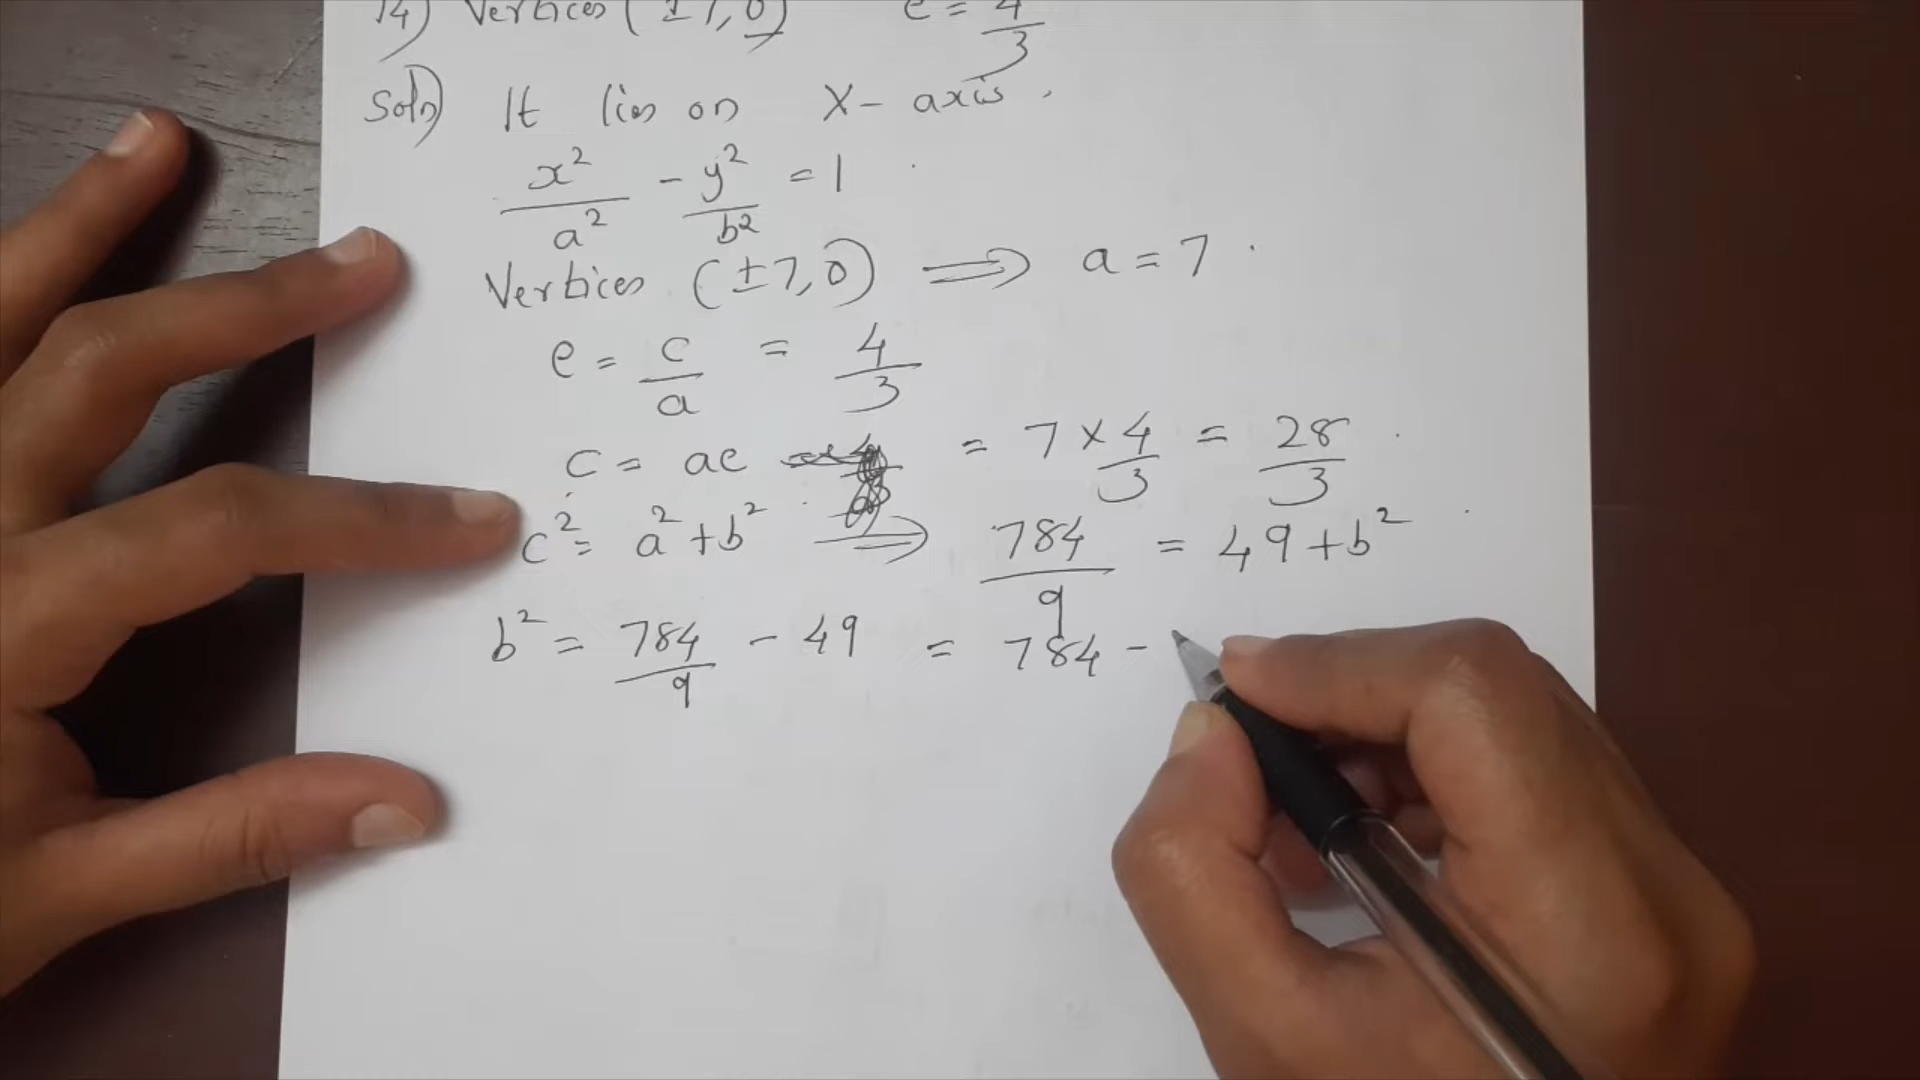 14) Vertices (±7,0) e = 4/3
Soln) It lies on X-axis.
x²/a² - y²/b² = 1
Vertices (±7,0) ⟹ a = 7.
e = c/a = 4/3
c = ae = 7 × 4/3 = 28/3.
c² = a² + b² ⟹ 784/9 = 49 + b².
b² = 784/9 - 49 = 784 -